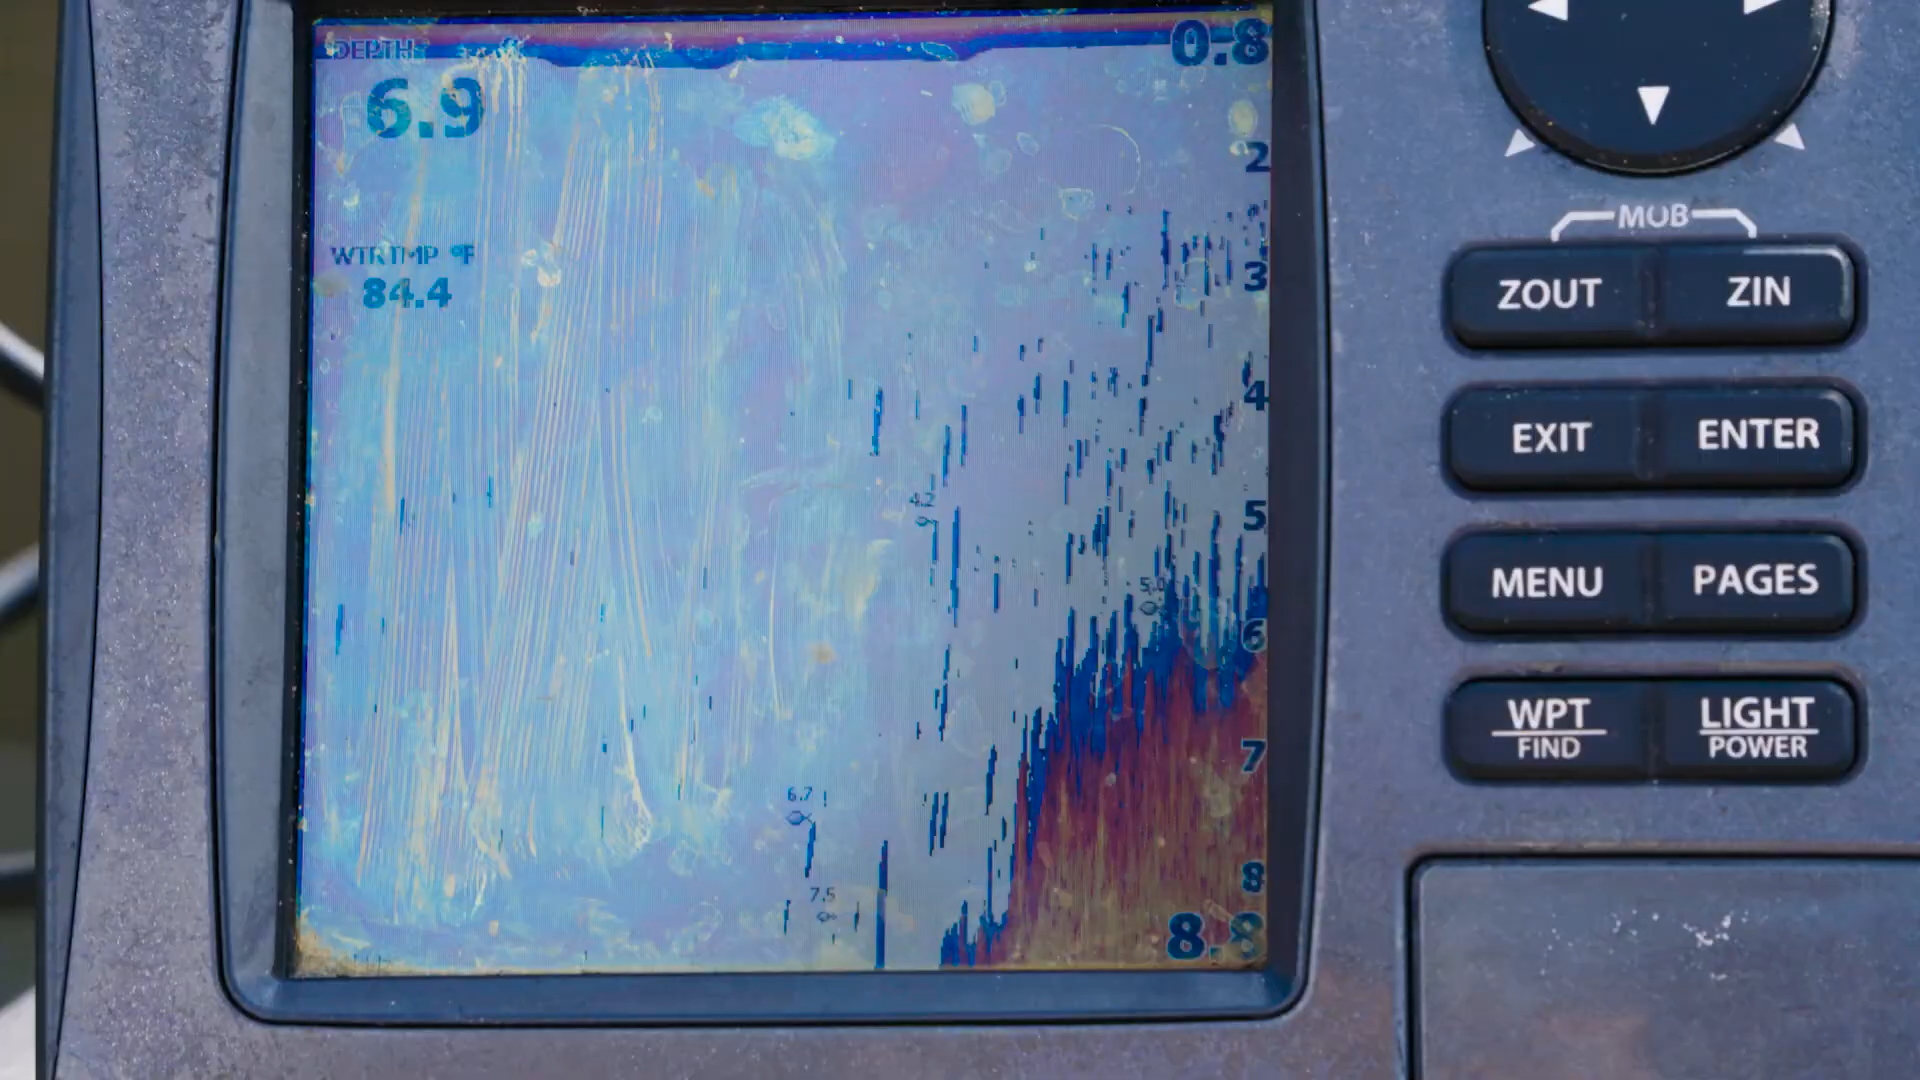 DEPTH
6.9
WTRTMP °F
84.4
0.8
2
3
4
5
6
7
8
8.8
4.2
5.0
6.7
7.5
MOB
ZOUT
ZIN
EXIT
ENTER
MENU
PAGES
WPT
FIND
LIGHT
POWER